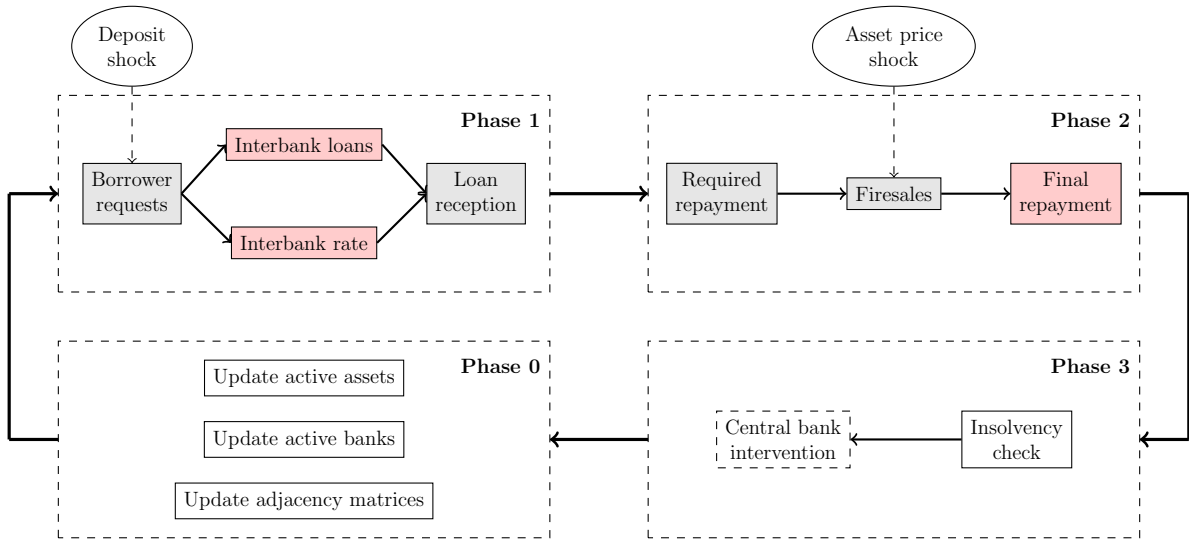 Deposit
shock
Asset price
shock
Phase 1
Borrower
requests
Interbank loans
Interbank rate
Loan
reception
Phase 2
Required
repayment
Firesales
Final
repayment
Phase 0
Update active assets
Update active banks
Update adjacency matrices
Phase 3
Central bank
intervention
Insolvency
check